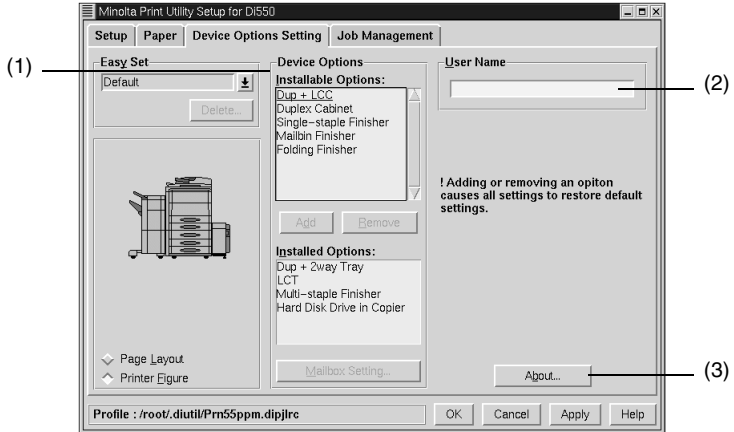 Minolta Print Utility Setup for Di550
Setup Paper Device Options Setting Job Management
(1)
Easy Set
Default
Delete...
Device Options
Installable Options:
Dup + LCC
Duplex Cabinet
Single-staple Finisher
Mailbin Finisher
Folding Finisher
Add Remove
Installed Options:
Dup + 2way Tray
LCT
Multi-staple Finisher
Hard Disk Drive in Copier
Mailbox Setting...
User Name
(2)
! Adding or removing an opiton
causes all settings to restore default
settings.
Page Layout
Printer Figure
About...
(3)
Profile : /root/.diutil/Prn55ppm.dipjlrc
OK Cancel Apply Help